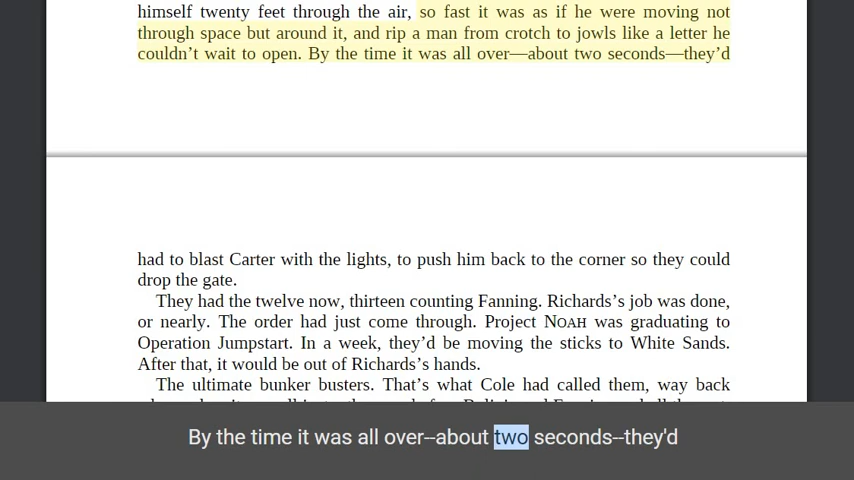 himself twenty feet through the air, so fast it was as if he were moving not
through space but around it, and rip a man from crotch to jowls like a letter he
couldn’t wait to open. By the time it was all over—about two seconds—they’d
had to blast Carter with the lights, to push him back to the corner so they could
drop the gate.
They had the twelve now, thirteen counting Fanning. Richards’s job was done,
or nearly. The order had just come through. Project NOAH was graduating to
Operation Jumpstart. In a week, they’d be moving the sticks to White Sands.
After that, it would be out of Richards’s hands.
The ultimate bunker busters. That’s what Cole had called them, way back
By the time it was all over--about two seconds--they'd